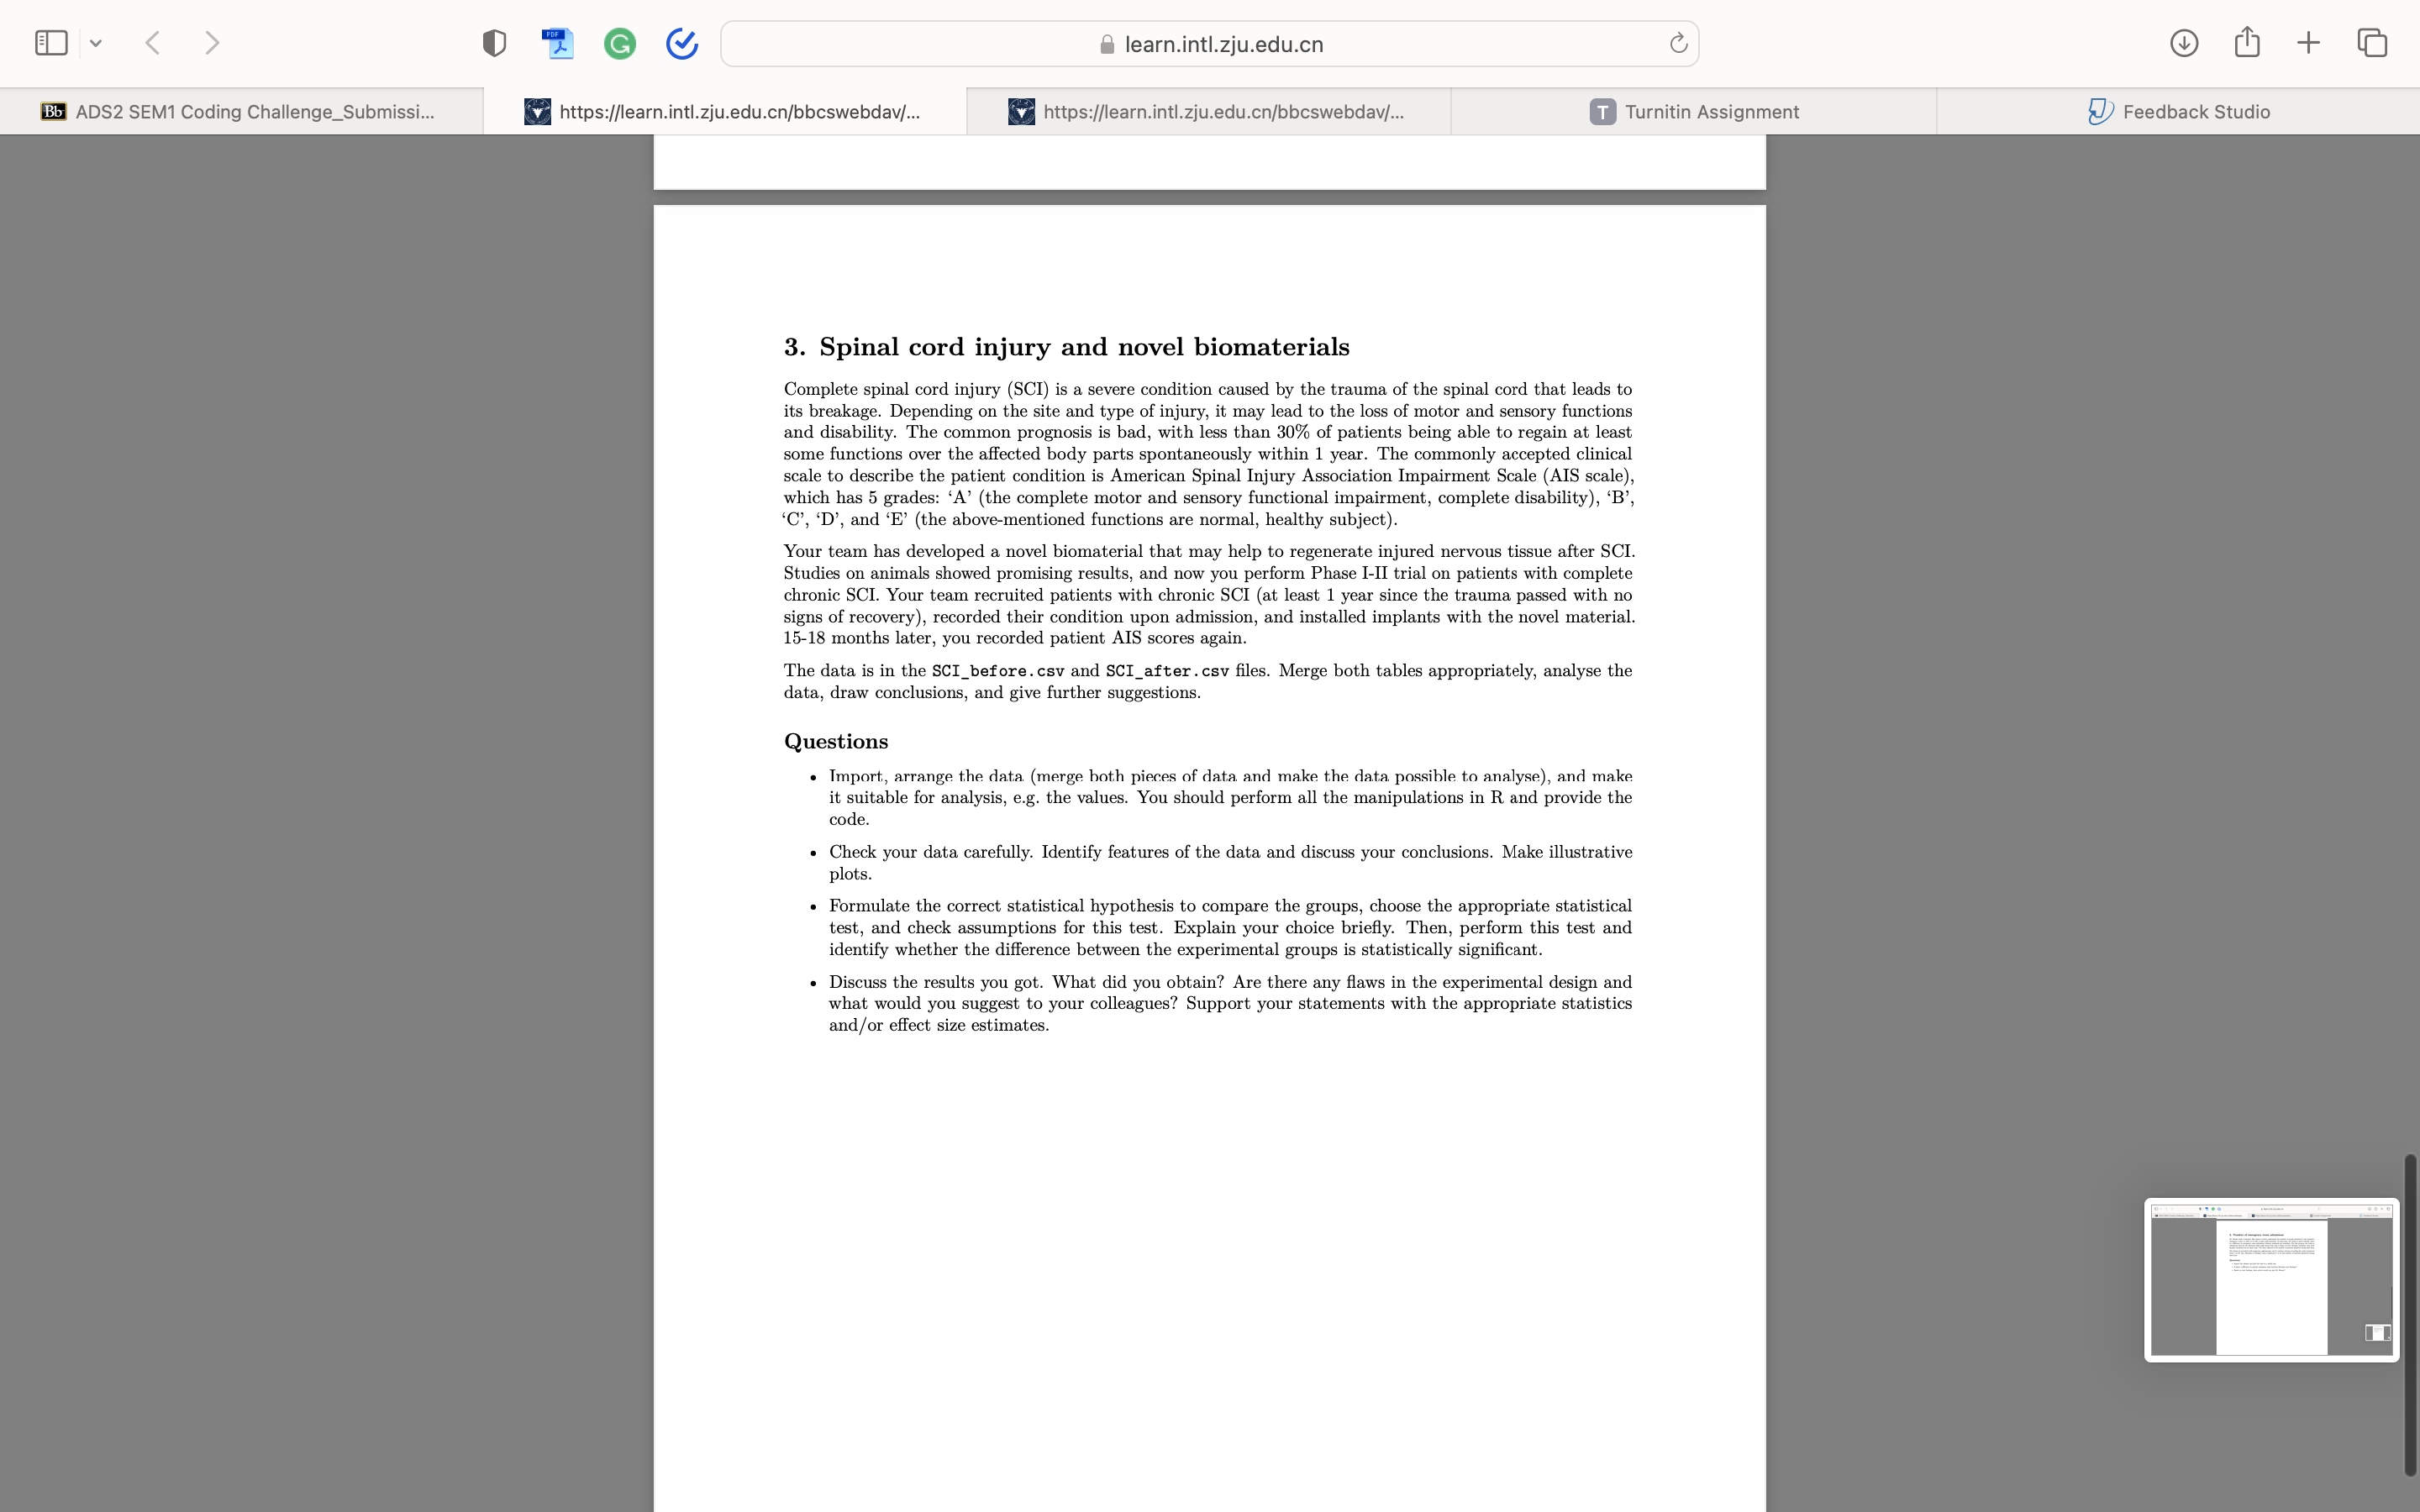 learn.intl.zju.edu.cn
ADS2 SEM1 Coding Challenge_Submissi...
https://learn.intl.zju.edu.cn/bbcswebdav/...
https://learn.intl.zju.edu.cn/bbcswebdav/...
Turnitin Assignment
Feedback Studio
3. Spinal cord injury and novel biomaterials
Complete spinal cord injury (SCI) is a severe condition caused by the trauma of the spinal cord that leads to
its breakage. Depending on the site and type of injury, it may lead to the loss of motor and sensory functions
and disability. The common prognosis is bad, with less than 30% of patients being able to regain at least
some functions over the affected body parts spontaneously within 1 year. The commonly accepted clinical
scale to describe the patient condition is American Spinal Injury Association Impairment Scale (AIS scale),
which has 5 grades: ‘A’ (the complete motor and sensory functional impairment, complete disability), ‘B’,
‘C’, ‘D’, and ‘E’ (the above-mentioned functions are normal, healthy subject).
Your team has developed a novel biomaterial that may help to regenerate injured nervous tissue after SCI.
Studies on animals showed promising results, and now you perform Phase I-II trial on patients with complete
chronic SCI. Your team recruited patients with chronic SCI (at least 1 year since the trauma passed with no
signs of recovery), recorded their condition upon admission, and installed implants with the novel material.
15-18 months later, you recorded patient AIS scores again.
The data is in the SCI_before.csv and SCI_after.csv files. Merge both tables appropriately, analyse the
data, draw conclusions, and give further suggestions.
Questions
• Import, arrange the data (merge both pieces of data and make the data possible to analyse), and make
it suitable for analysis, e.g. the values. You should perform all the manipulations in R and provide the
code.
• Check your data carefully. Identify features of the data and discuss your conclusions. Make illustrative
plots.
• Formulate the correct statistical hypothesis to compare the groups, choose the appropriate statistical
test, and check assumptions for this test. Explain your choice briefly. Then, perform this test and
identify whether the difference between the experimental groups is statistically significant.
• Discuss the results you got. What did you obtain? Are there any flaws in the experimental design and
what would you suggest to your colleagues? Support your statements with the appropriate statistics
and/or effect size estimates.